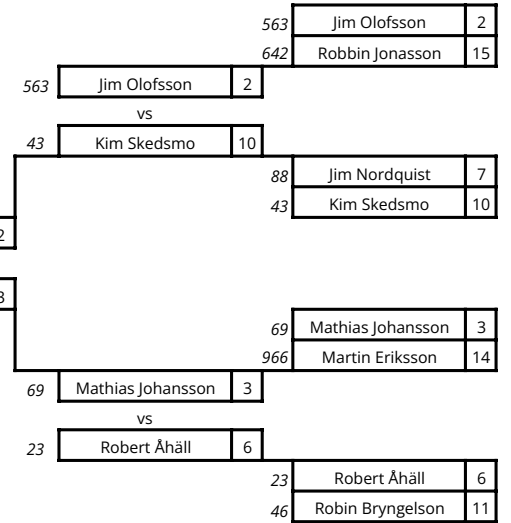 563 Jim Olofsson 2
642 Robbin Jonasson 15
563 Jim Olofsson 2
vs
43 Kim Skedsmo 10
88 Jim Nordquist 7
43 Kim Skedsmo 10
2
3
69 Mathias Johansson 3
966 Martin Eriksson 14
69 Mathias Johansson 3
vs
23 Robert Åhäll 6
23 Robert Åhäll 6
46 Robin Bryngelson 11